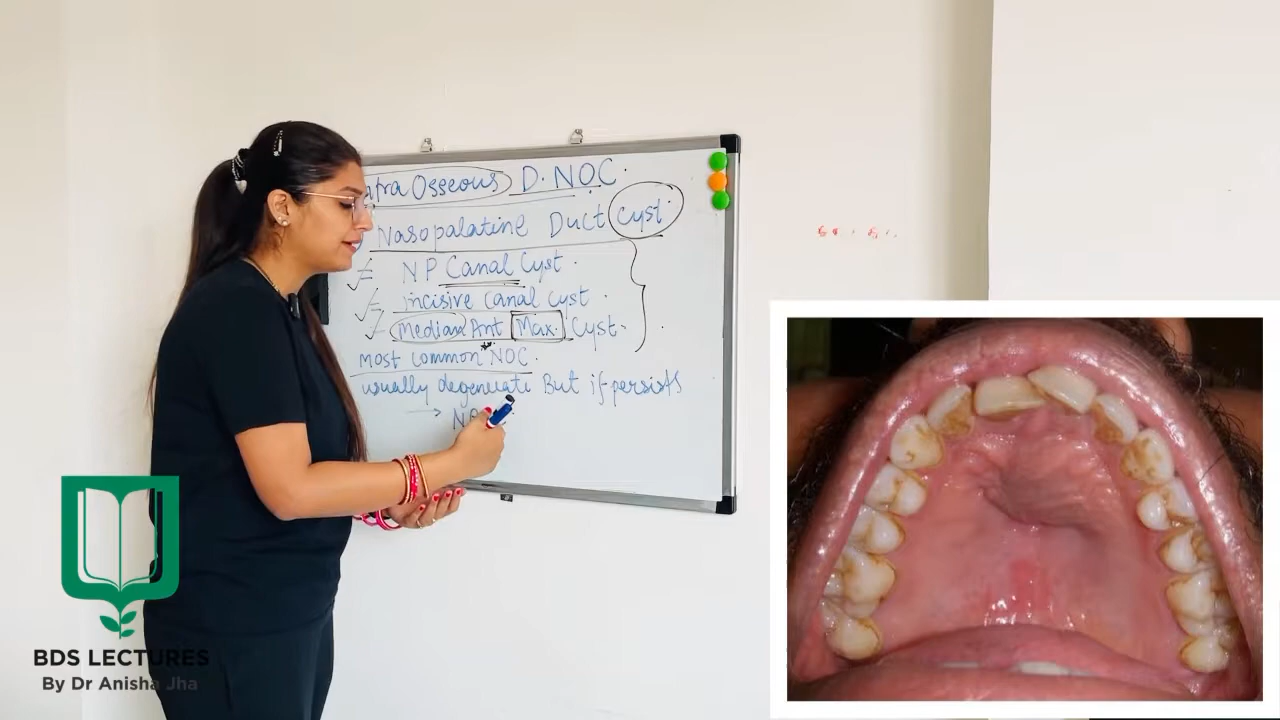 ntra Osseous D. NOC.
Nasopalatine Duct Cyst.
NP Canal Cyst.
incisive canal cyst.
Median Ant Max. Cyst.
most common NOC.
usually degenerate But if persists
→
BDS LECTURES
By Dr Anisha Jha